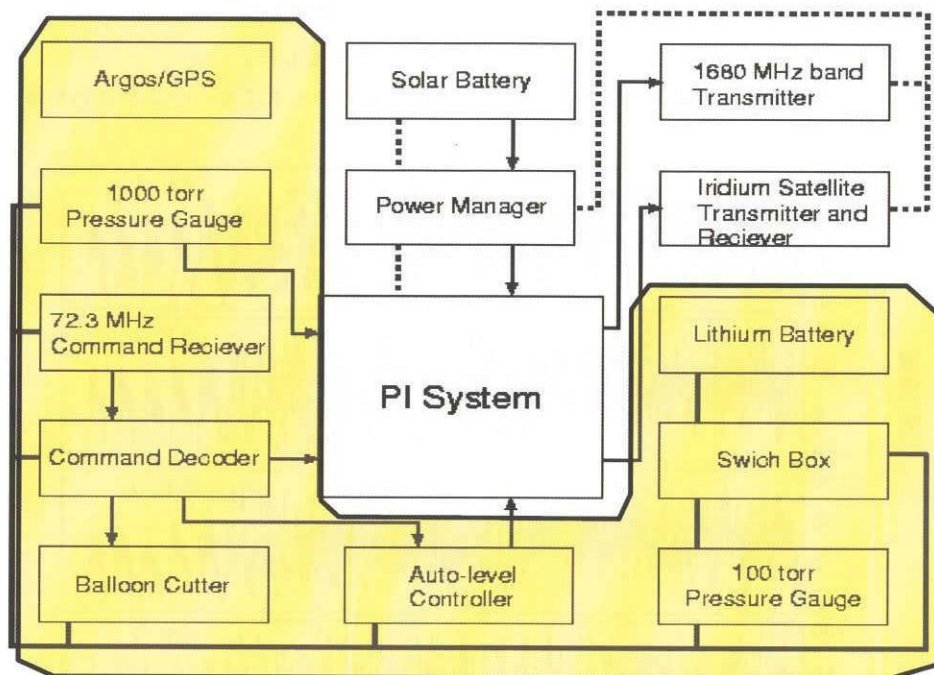 Argos/GPS
Solar Battery
1680 MHz band
Transmitter
1000 torr
Pressure Gauge
Power Manager
Iridium Satellite
Transmitter and
Reciever
72.3 MHz
Command Reciever
Lithium Battery
PI System
Command Decoder
Swich Box
Balloon Cutter
Auto-level
Controller
100 torr
Pressure Gauge